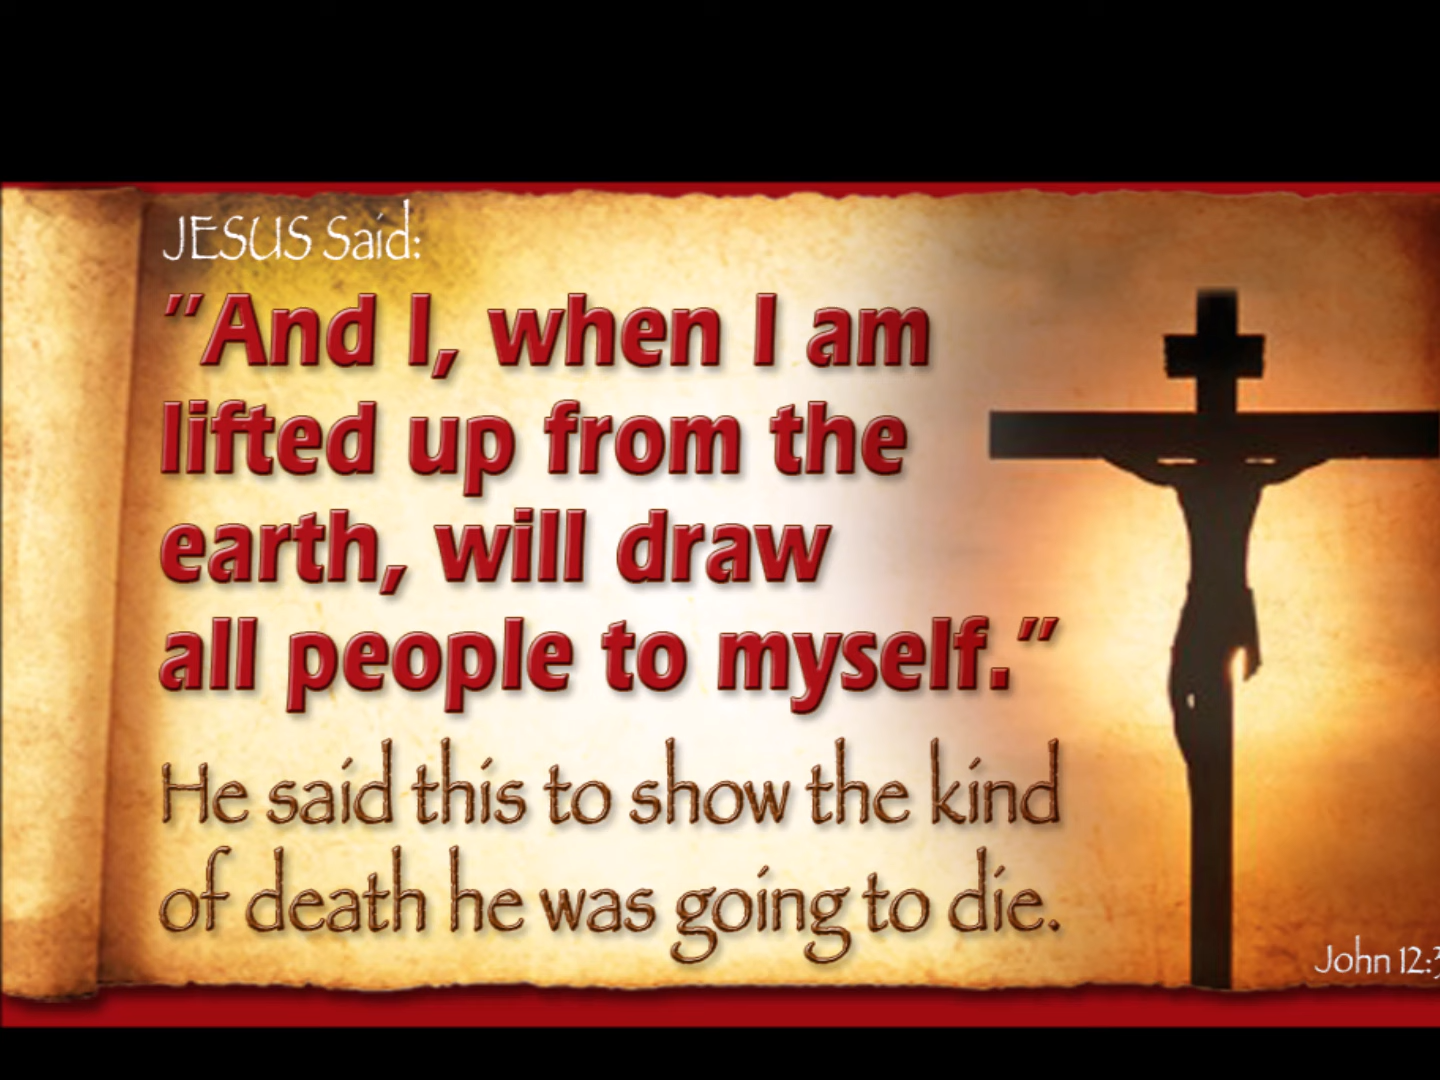 JESUS Said:
"And I, when I am
lifted up from the
earth, will draw
all people to myself."
He said this to show the kind
of death he was going to die.
John 12:3